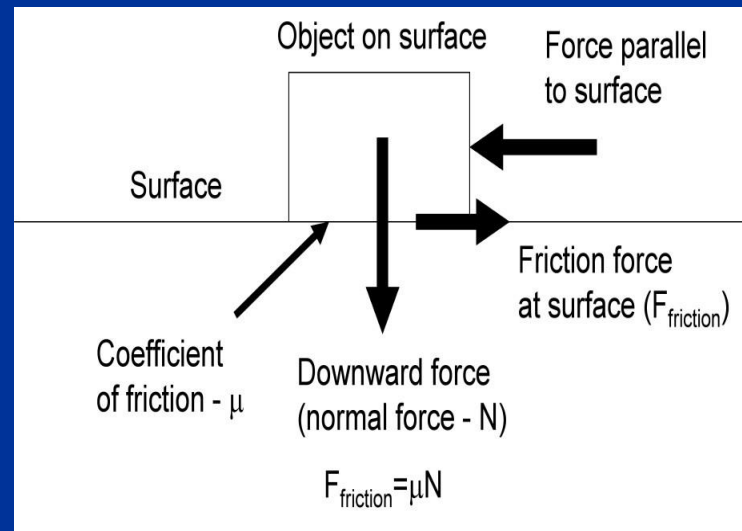 Object on surface
Force parallel
to surface
Surface
Friction force
at surface (Ffriction)
Coefficient
of friction - μ
Downward force
(normal force - N)
Ffriction=μN